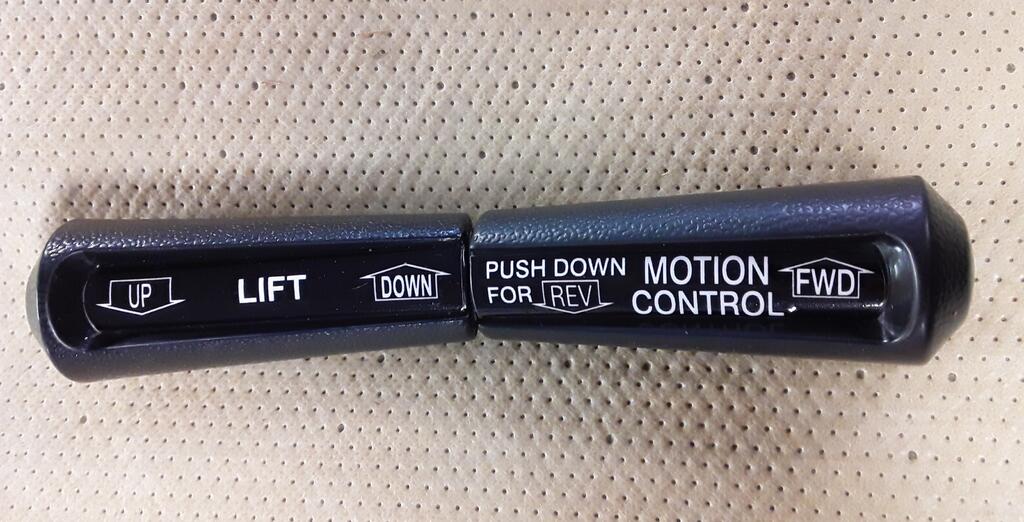 UP
LIFT
DOWN
PUSH DOWN
FOR REV
MOTION
CONTROL
FWD